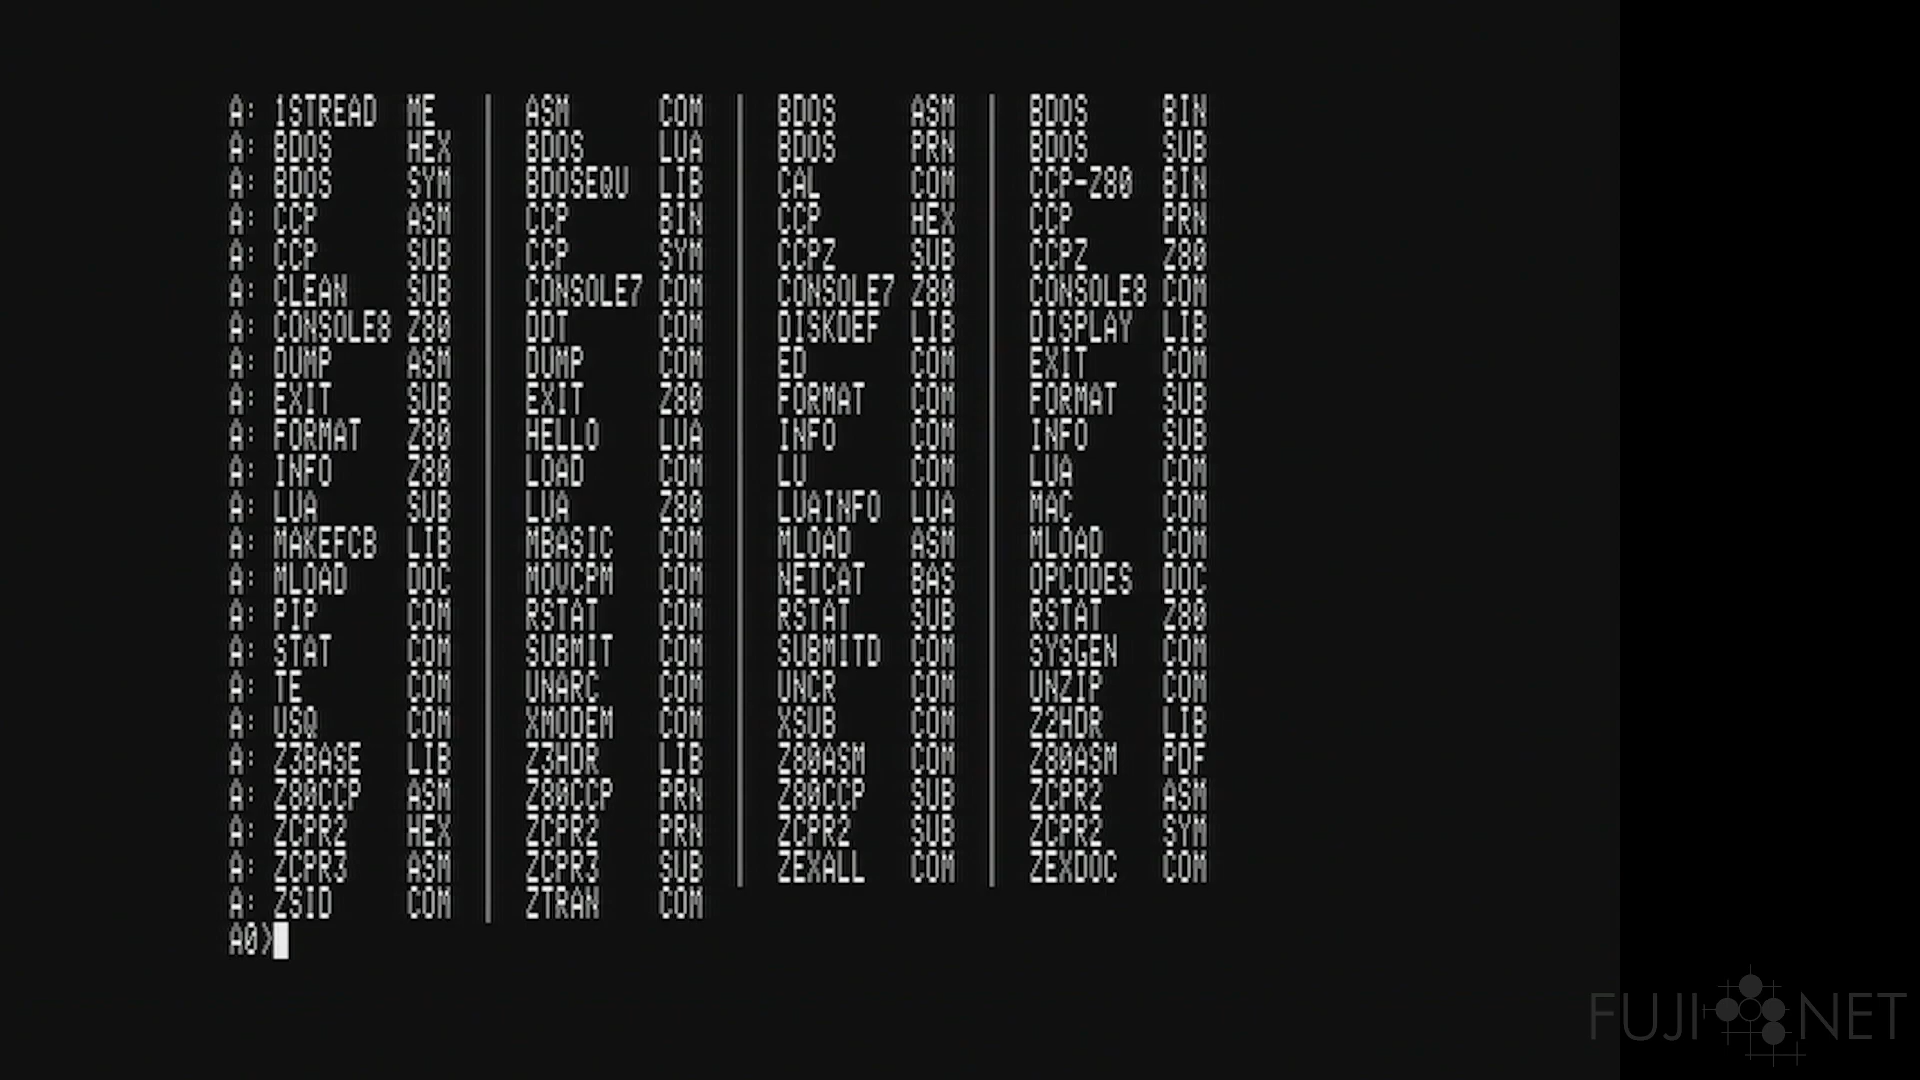 A: 1STREAD  ME  | ASM      COM | BDOS     ASM | BDOS     BIN
A: BDOS     HEX | BDOS     LUA | BDOS     PRN | BDOS     SUB
A: BDOS     SYM | BDOSEQU  LIB | CAL      COM | CCP-Z80  BIN
A: CCP      ASM | CCP      BIN | CCP      HEX | CCP      PRN
A: CCP      SUB | CCP      SYM | CCPZ     SUB | CCPZ     Z80
A: CLEAN    SUB | CONSOLE7 COM | CONSOLE7 Z80 | CONSOLE8 COM
A: CONSOLE8 Z80 | DDT      COM | DISKDEF  LIB | DISPLAY  LIB
A: DUMP     ASM | DUMP     COM | ED       COM | EXIT     COM
A: EXIT     SUB | EXIT     Z80 | FORMAT   COM | FORMAT   SUB
A: FORMAT   Z80 | HELLO    LUA | INFO     COM | INFO     SUB
A: INFO     Z80 | LOAD     COM | LU       COM | LUA      COM
A: LUA      SUB | LUA      Z80 | LUAINFO  LUA | MAC      COM
A: MAKEFCB  LIB | MBASIC   COM | MLOAD    ASM | MLOAD    COM
A: MLOAD    DOC | MOVCPM   COM | NETCAT   BAS | OPCODES  DOC
A: PIP      COM | RSTAT    COM | RSTAT    SUB | RSTAT    Z80
A: STAT     COM | SUBMIT   COM | SUBMITD  COM | SYSGEN   COM
A: TE       COM | UNARC    COM | UNCR     COM | UNZIP    COM
A: USQ      COM | XMODEM   COM | XSUB     COM | Z2HDR    LIB
A: Z3BASE   LIB | Z3HDR    LIB | Z80ASM   COM | Z80ASM   PDF
A: Z80CCP   ASM | Z80CCP   PRN | Z80CCP   SUB | ZCPR2    ASM
A: ZCPR2    HEX | ZCPR2    PRN | ZCPR2    SUB | ZCPR2    SYM
A: ZCPR3    ASM | ZCPR3    SUB | ZEXALL   COM | ZEXDOC   COM
A: ZSID     COM | ZTRAN    COM
A0>
FUJINET